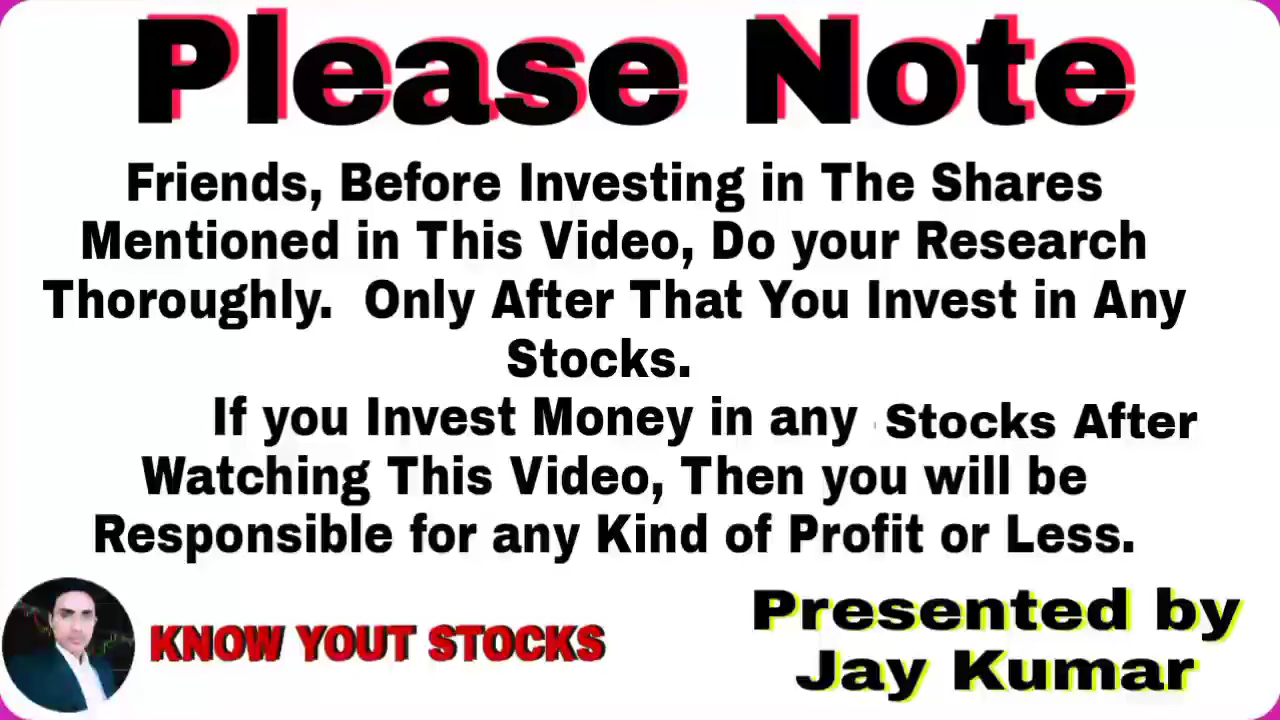 Please Note
Friends, Before Investing in The Shares
Mentioned in This Video, Do your Research
Thoroughly. Only After That You Invest in Any
Stocks.
If you Invest Money in any Stocks After
Watching This Video, Then you will be
Responsible for any Kind of Profit or Less.
KNOW YOUT STOCKS
Presented by
Jay Kumar